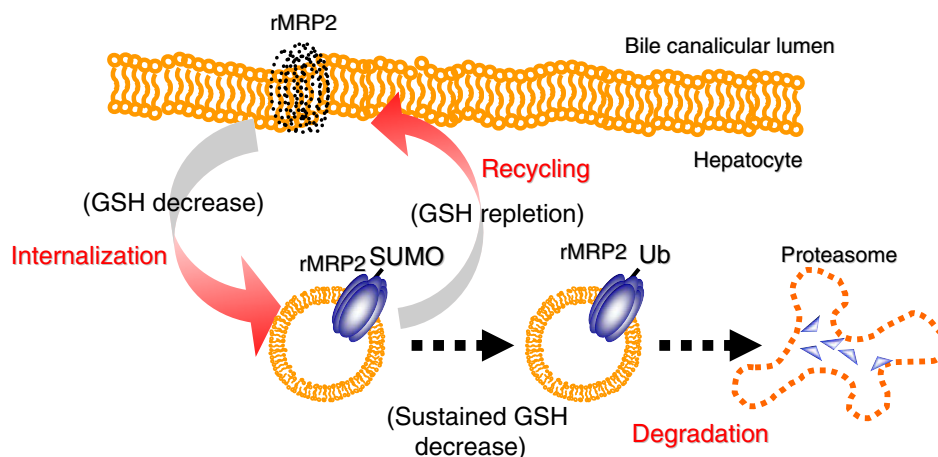 rMRP2
Bile canalicular lumen
Hepatocyte
Recycling
(GSH decrease)
(GSH repletion)
Internalization
rMRP2 SUMO
rMRP2 Ub
Proteasome
(Sustained GSH
decrease)
Degradation